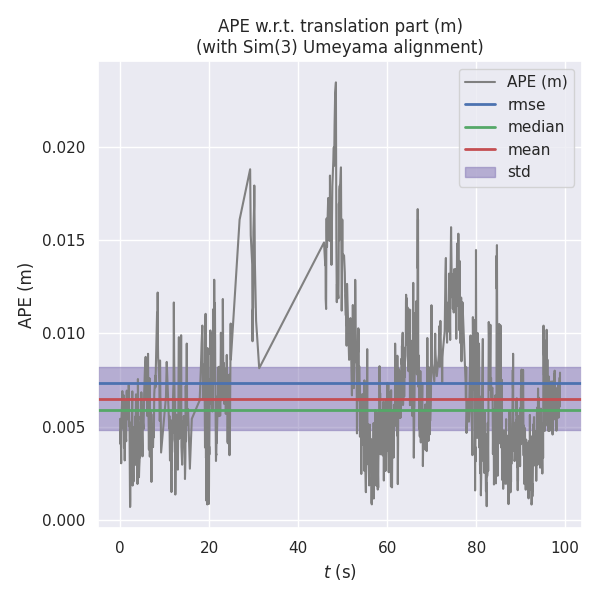 APE w.r.t. translation part (m)
(with Sim(3) Umeyama alignment)
APE (m)
rmse
median
mean
std
0.020
0.015
0.010
0.005
0.000
APE (m)
0 20 40 60 80 100
t (s)